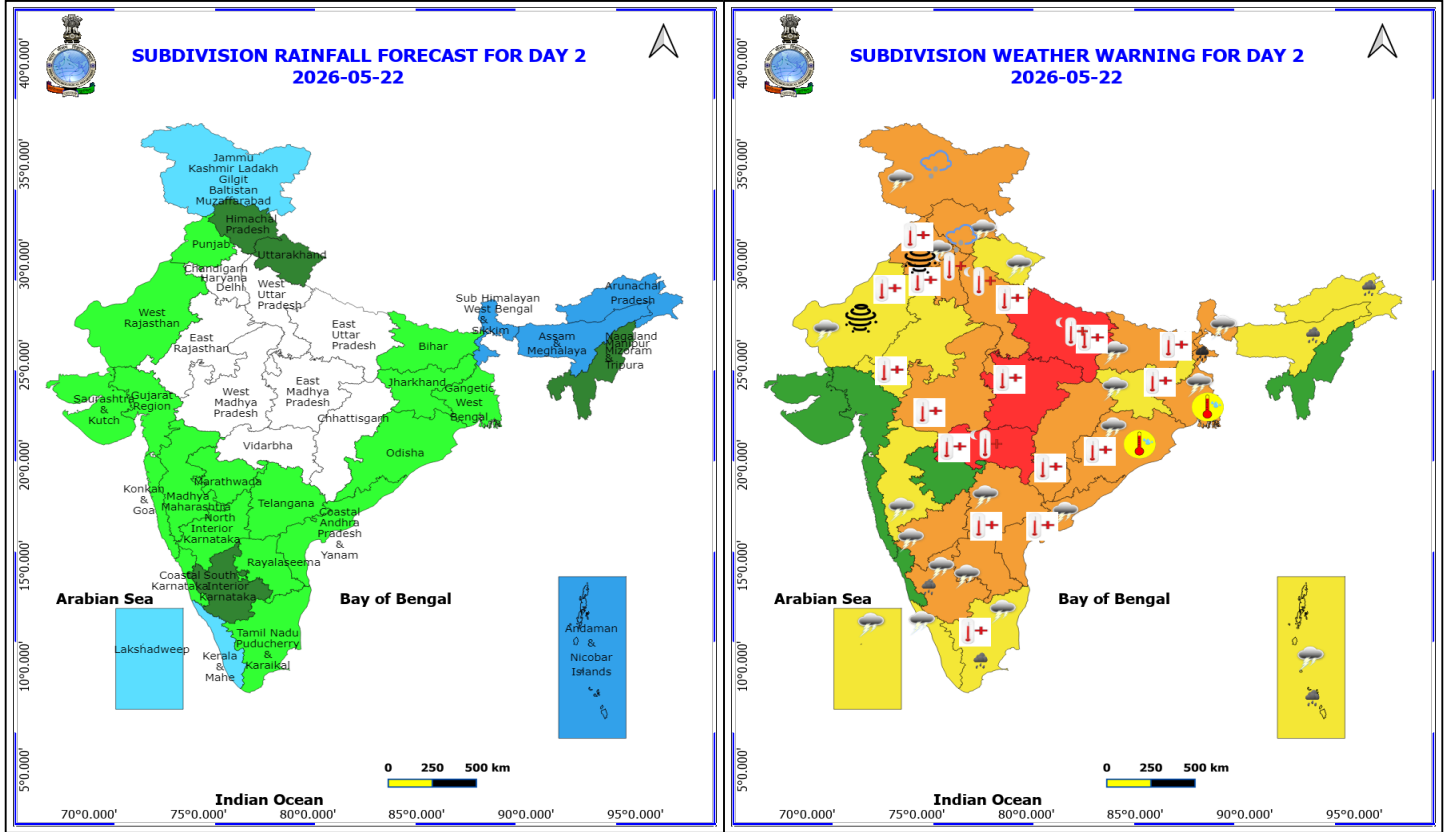 SUBDIVISION RAINFALL FORECAST FOR DAY 2
2026-05-22
40°0.000'
35°0.000'
30°0.000'
25°0.000'
20°0.000'
15°0.000'
10°0.000'
5°0.000'
Jammu
Kashmir Ladakh
Gilgit
Baltistan
Muzaffarabad
Himachal
Pradesh
Punjab
Uttarakhand
Chandigarh
Haryana
Delhi
West
Uttar
Pradesh
West
Rajasthan
East
Rajasthan
East
Uttar
Pradesh
Bihar
Sub Himalayan
West Bengal
&
Sikkim
Arunachal
Pradesh
Assam
&
Meghalaya
Nagaland
Manipur
Mizoram
&
Tripura
Saurashtra
&
Kutch
Gujarat
Region
West
Madhya
Pradesh
East
Madhya
Pradesh
Jharkhand
Gangetic
West
Bengal
Chhattisgarh
Vidarbha
Odisha
Konkan
&
Goa
Madhya
Maharashtra
Marathwada
Telangana
North
Interior
Karnataka
Coastal
Andhra
Pradesh
&
Yanam
Rayalaseema
Coastal
Karnataka
South
Interior
Karnataka
Arabian Sea
Bay of Bengal
Lakshadweep
Kerala
&
Mahe
Tamil Nadu
Puducherry
&
Karaikal
Andaman
&
Nicobar
Islands
0 250 500 km
Indian Ocean
70°0.000' 75°0.000' 80°0.000' 85°0.000' 90°0.000' 95°0.000'
SUBDIVISION WEATHER WARNING FOR DAY 2
2026-05-22
40°0.000'
35°0.000'
30°0.000'
25°0.000'
20°0.000'
15°0.000'
10°0.000'
5°0.000'
Arabian Sea
Bay of Bengal
0 250 500 km
Indian Ocean
70°0.000' 75°0.000' 80°0.000' 85°0.000' 90°0.000' 95°0.000'